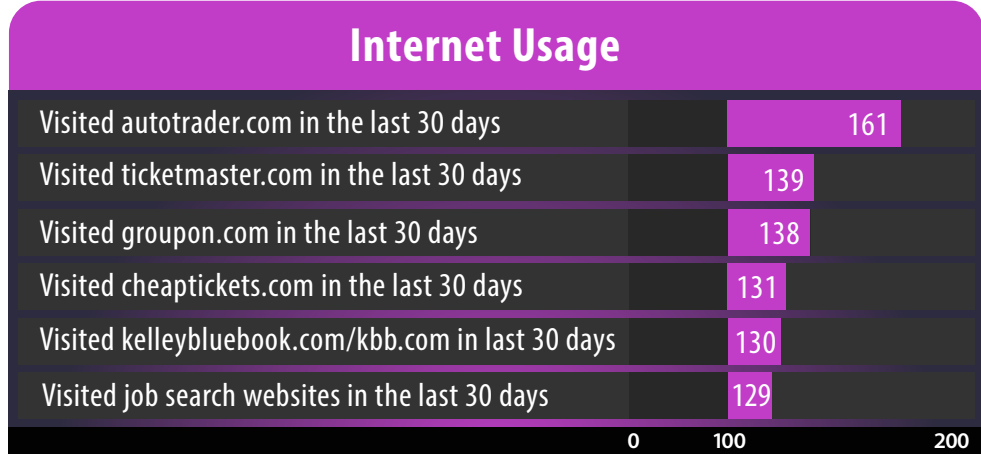 Internet Usage
Visited autotrader.com in the last 30 days 161
Visited ticketmaster.com in the last 30 days 139
Visited groupon.com in the last 30 days 138
Visited cheaptickets.com in the last 30 days 131
Visited kelleybluebook.com/kbb.com in last 30 days 130
Visited job search websites in the last 30 days 129
0 100 200